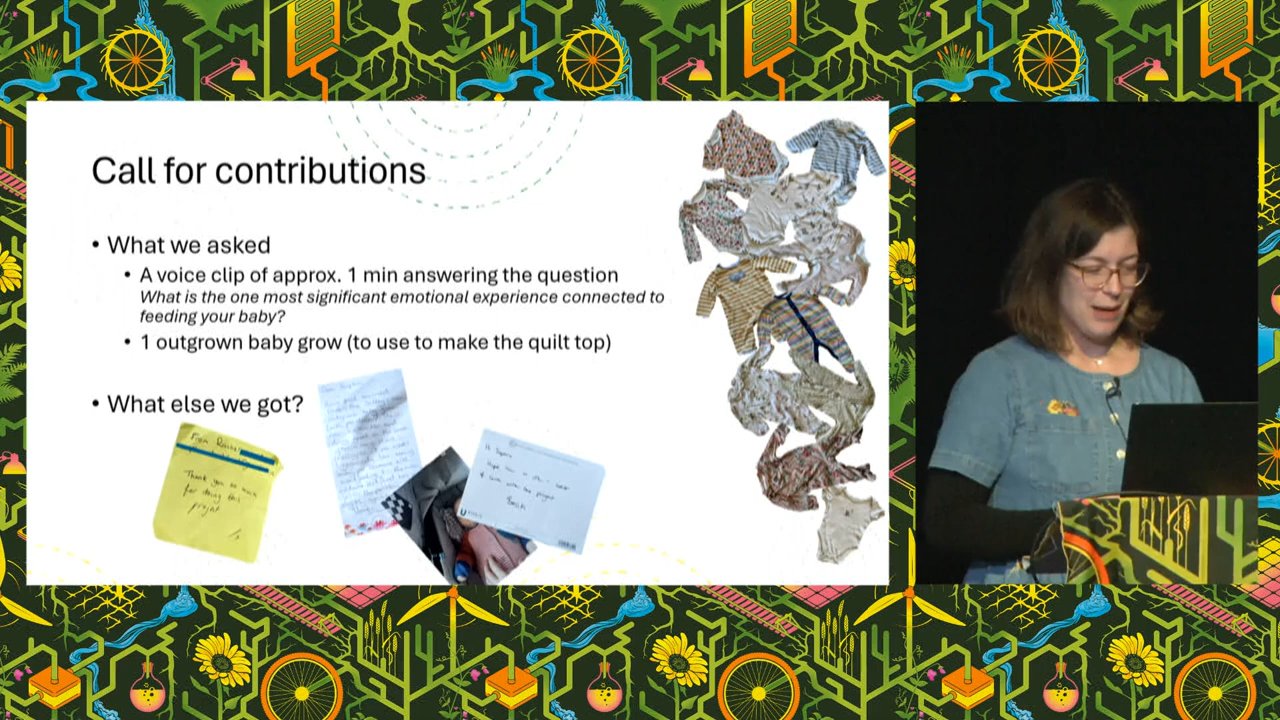 Call for contributions
• What we asked
• A voice clip of approx. 1 min answering the question
What is the one most significant emotional experience connected to
feeding your baby?
• 1 outgrown baby grow (to use to make the quilt top)
• What else we got?
From
Thank you so much
for doing this
project